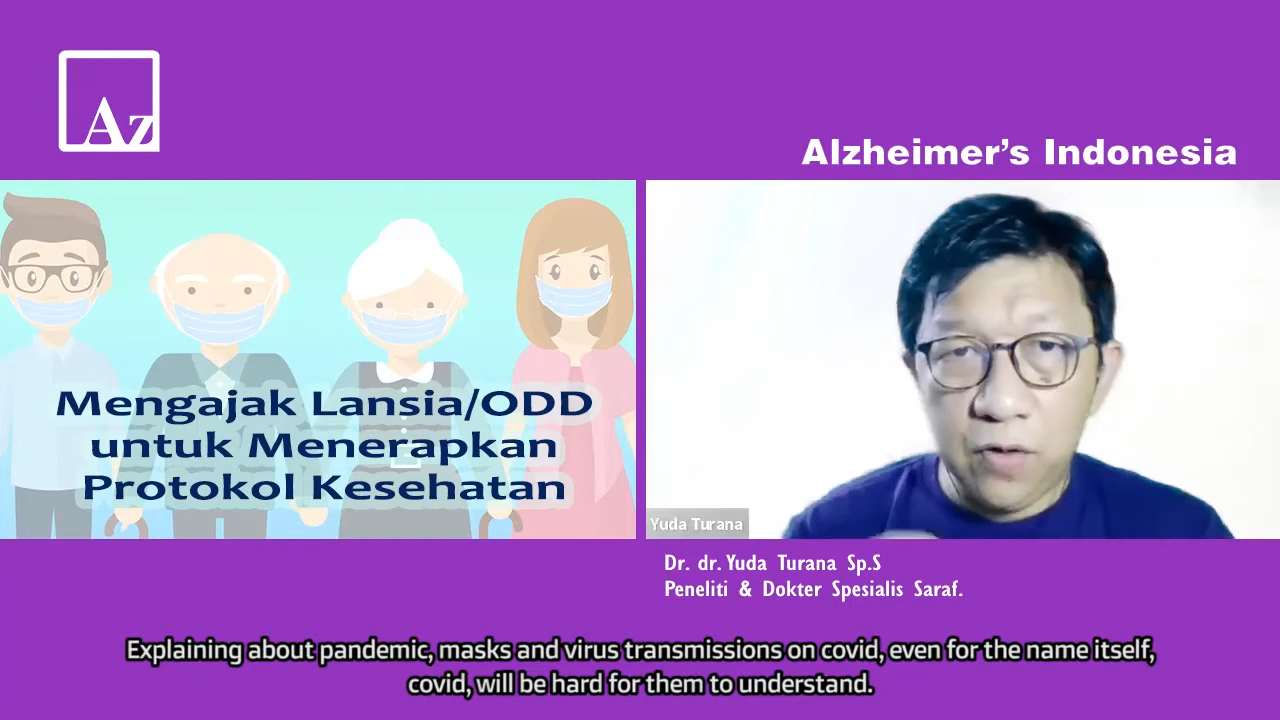 Az
Alzheimer's Indonesia
Mengajak Lansia/ODD
untuk Menerapkan
Protokol Kesehatan
Yuda Turana
Dr. dr. Yuda Turana Sp.S
Peneliti & Dokter Spesialis Saraf.
Explaining about pandemic, masks and virus transmissions on covid, even for the name itself,
covid, will be hard for them to understand.